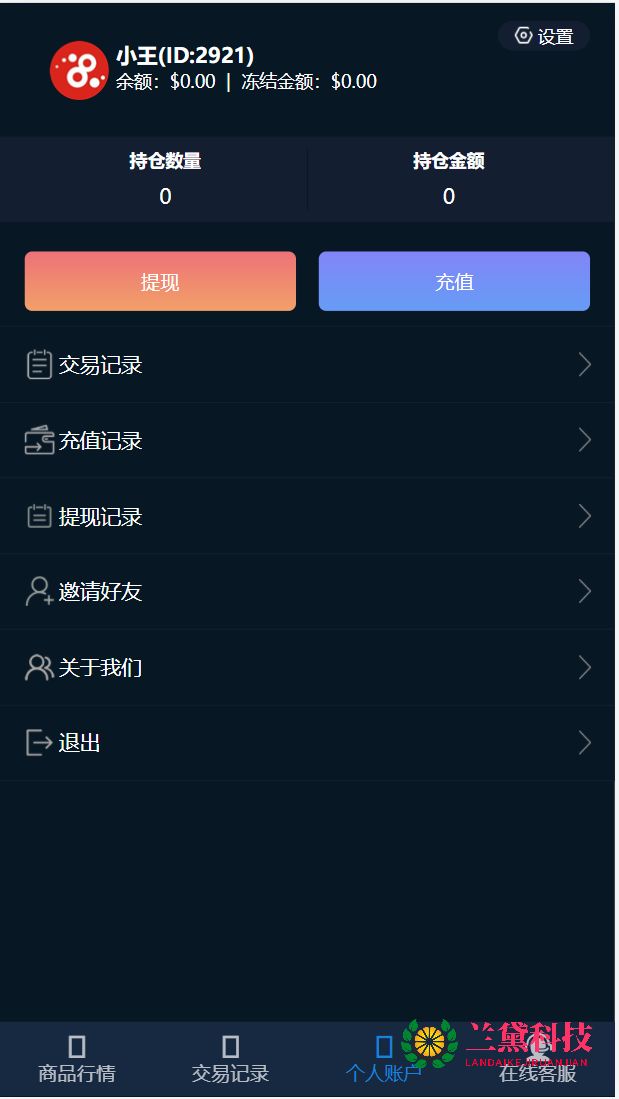 设置
小王(ID:2921)
余额：$0.00 | 冻结金额：$0.00
持仓数量 持仓金额
0 0
提现 充值
交易记录
充值记录
提现记录
邀请好友
关于我们
退出
兰黛科技
LANDAIKEJIYUANJIAN
商品行情 交易记录 个人账户 在线客服